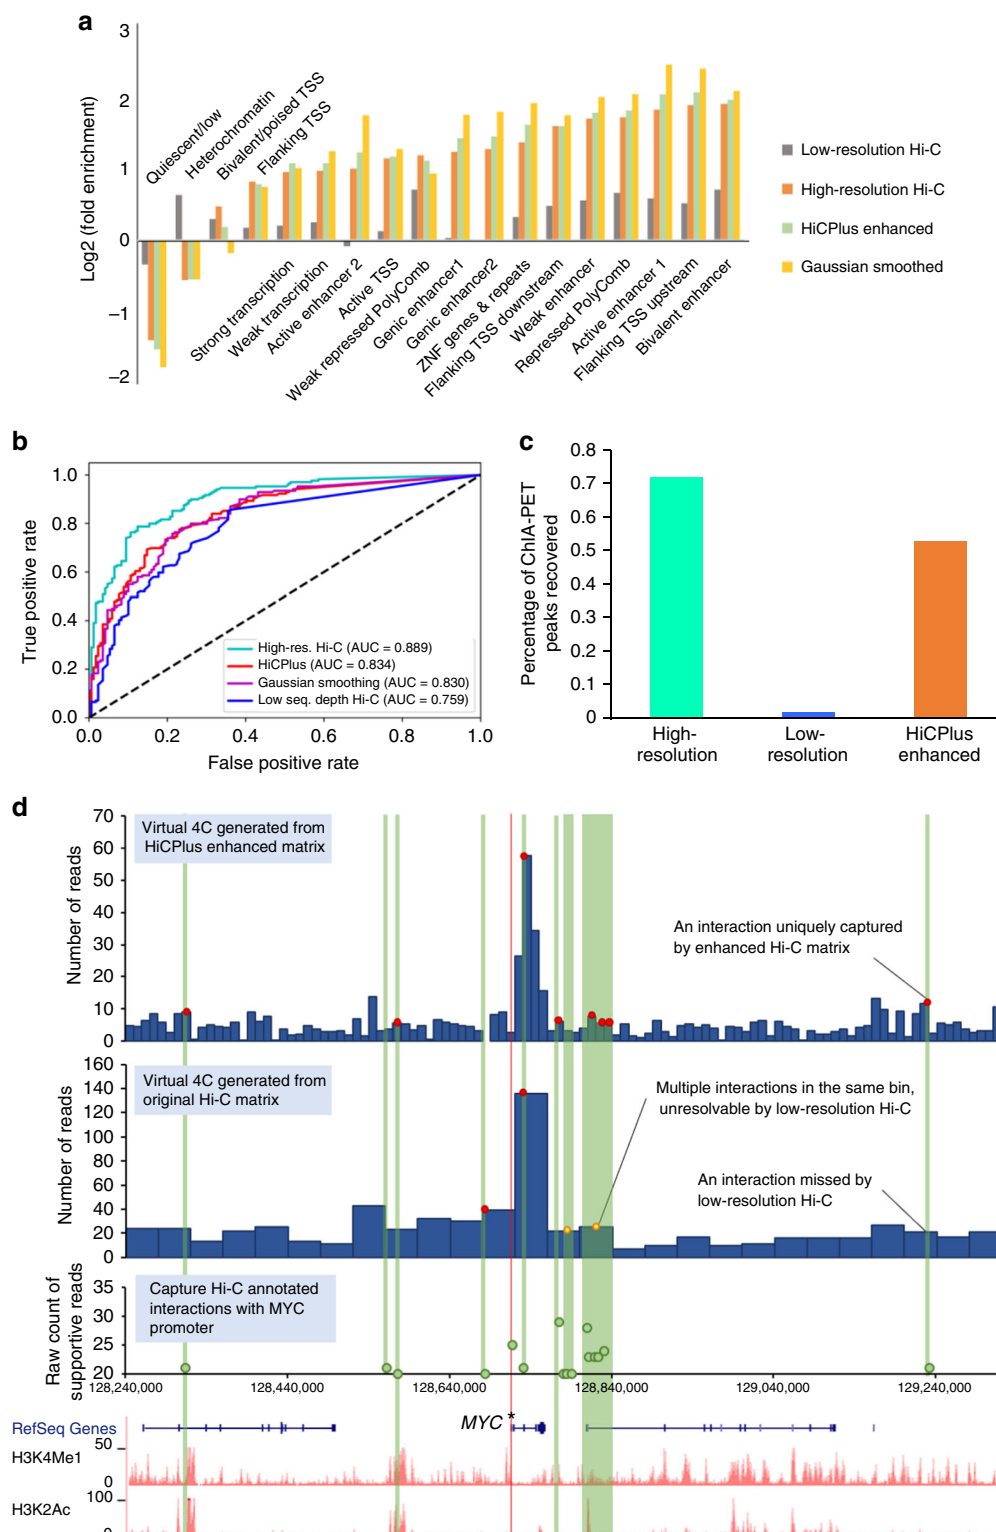 a
Log2 (fold enrichment)
3
2
1
0
−1
−2
Quiescent/low
Heterochromatin
Bivalent/poised TSS
Flanking TSS
Strong transcription
Weak transcription
Active enhancer 2
Active TSS
Weak repressed PolyComb
Genic enhancer1
Genic enhancer2
ZNF genes & repeats
Flanking TSS downstream
Weak enhancer
Repressed PolyComb
Active enhancer 1
Flanking TSS upstream
Bivalent enhancer
Low-resolution Hi-C
High-resolution Hi-C
HiCPlus enhanced
Gaussian smoothed
b
True positive rate
1.0
0.8
0.6
0.4
0.2
0.0
High-res. Hi-C (AUC = 0.889)
HiCPlus (AUC = 0.834)
Gaussian smoothing (AUC = 0.830)
Low seq. depth Hi-C (AUC = 0.759)
0.0 0.2 0.4 0.6 0.8 1.0
False positive rate
c
Percentage of ChIA-PET
peaks recovered
0.8
0.7
0.6
0.5
0.4
0.3
0.2
0.1
0
High-
resolution
Low-
resolution
HiCPlus
enhanced
d
Number of reads
70
60
50
40
30
20
10
0
Virtual 4C generated from
HiCPlus enhanced matrix
An interaction uniquely captured
by enhanced Hi-C matrix
Number of reads
160
140
120
100
80
60
40
20
0
Virtual 4C generated from
original Hi-C matrix
Multiple interactions in the same bin,
unresolvable by low-resolution Hi-C
An interaction missed by
low-resolution Hi-C
Raw count of
supportive reads
35
30
25
20
Capture Hi-C annotated
interactions with MYC
promoter
128,240,000 128,440,000 128,640,000 128,840,000 129,040,000 129,240,000
MYC *
RefSeq Genes
50
H3K4Me1
0
100
H3K2Ac
0